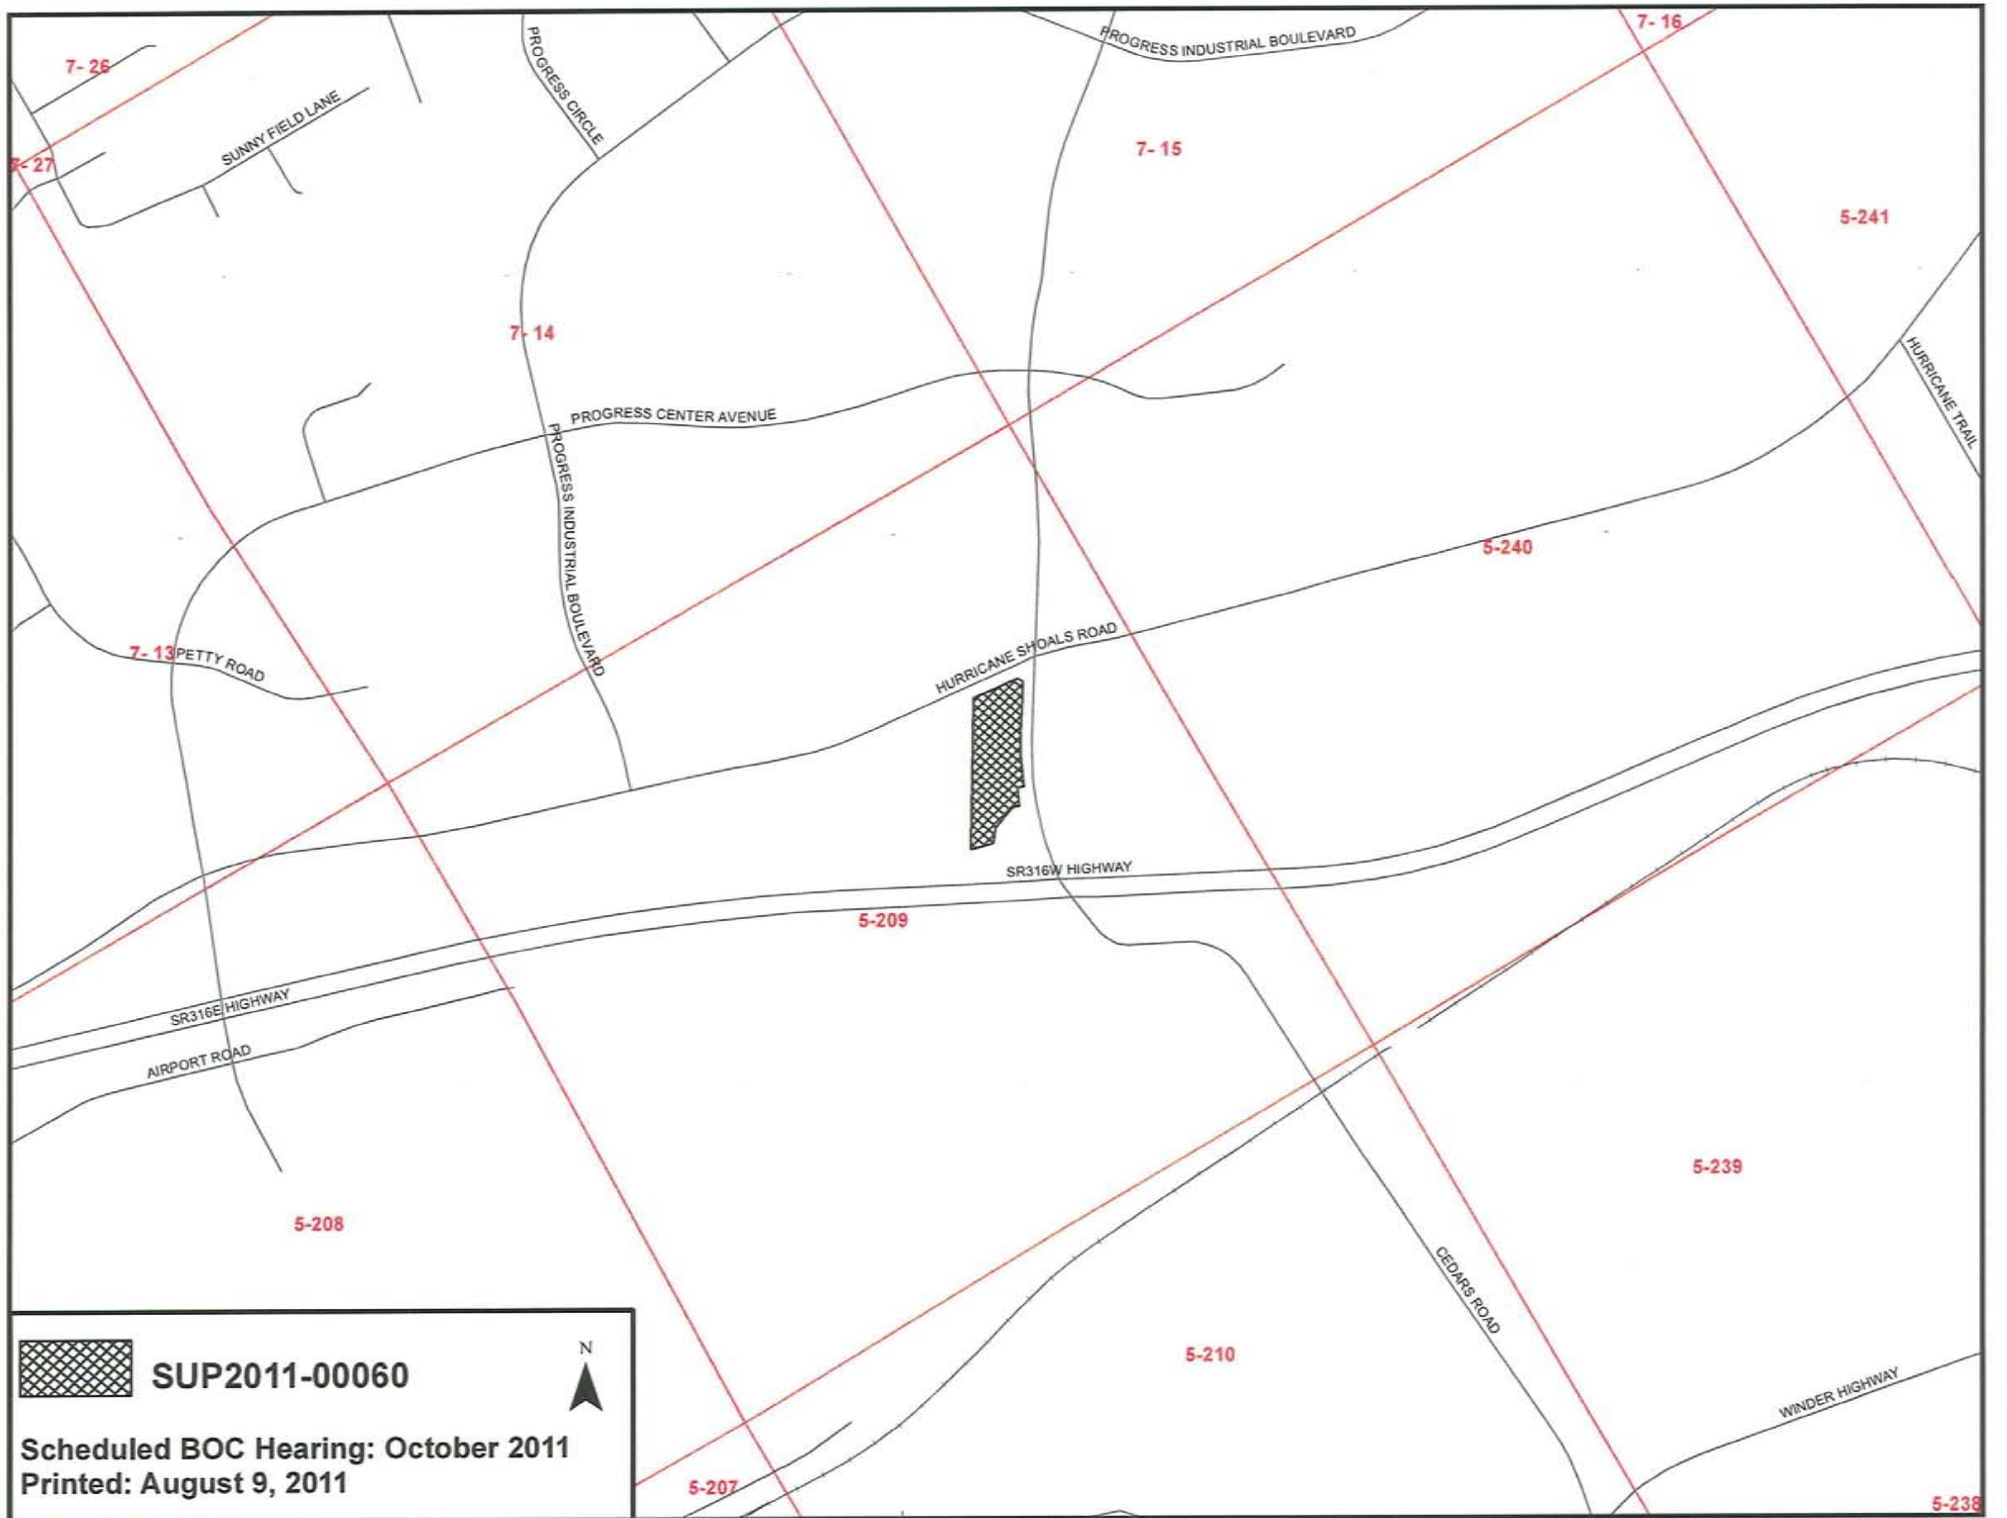 7- 26
PROGRESS CIRCLE
PROGRESS INDUSTRIAL BOULEVARD
7- 16
SUNNY FIELD LANE
7- 27
7- 15
5-241
7- 14
HURRICANE TRAIL
PROGRESS CENTER AVENUE
PROGRESS INDUSTRIAL BOULEVARD
5-240
7- 13
PETTY ROAD
HURRICANE SHOALS ROAD
SR316W HIGHWAY
5-209
SR316E HIGHWAY
AIRPORT ROAD
5-239
5-208
CEDARS ROAD
5-210
WINDER HIGHWAY
5-207
5-238
N
SUP2011-00060
Scheduled BOC Hearing: October 2011
Printed: August 9, 2011